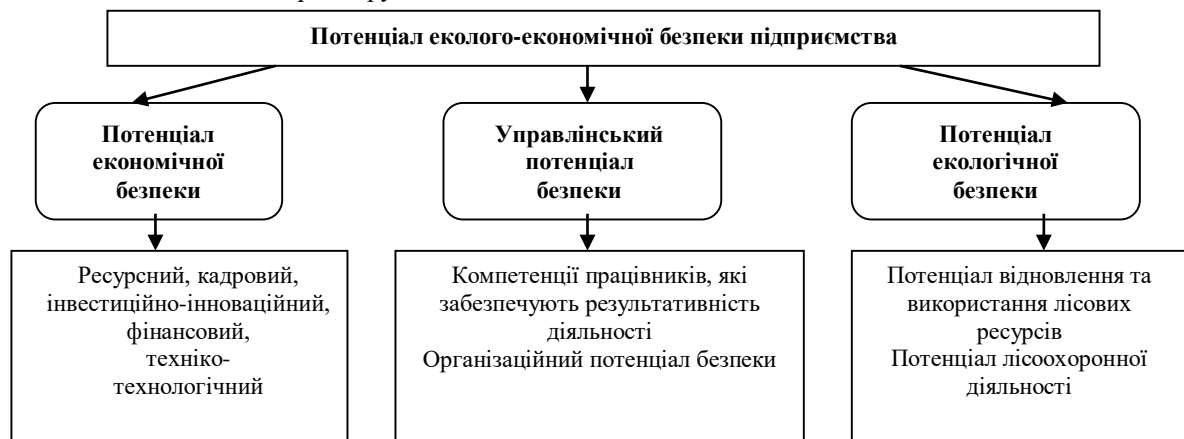 Потенціал еколого-економічної безпеки підприємства
Потенціал
економічної
безпеки
Управлінський
потенціал
безпеки
Потенціал
екологічної
безпеки
Ресурсний, кадровий,
інвестиційно-інноваційний,
фінансовий,
техніко-
технологічний
Компетенції працівників, які
забезпечують результативність
діяльності
Організаційний потенціал безпеки
Потенціал відновлення та
використання лісових
ресурсів
Потенціал лісоохоронної
діяльності